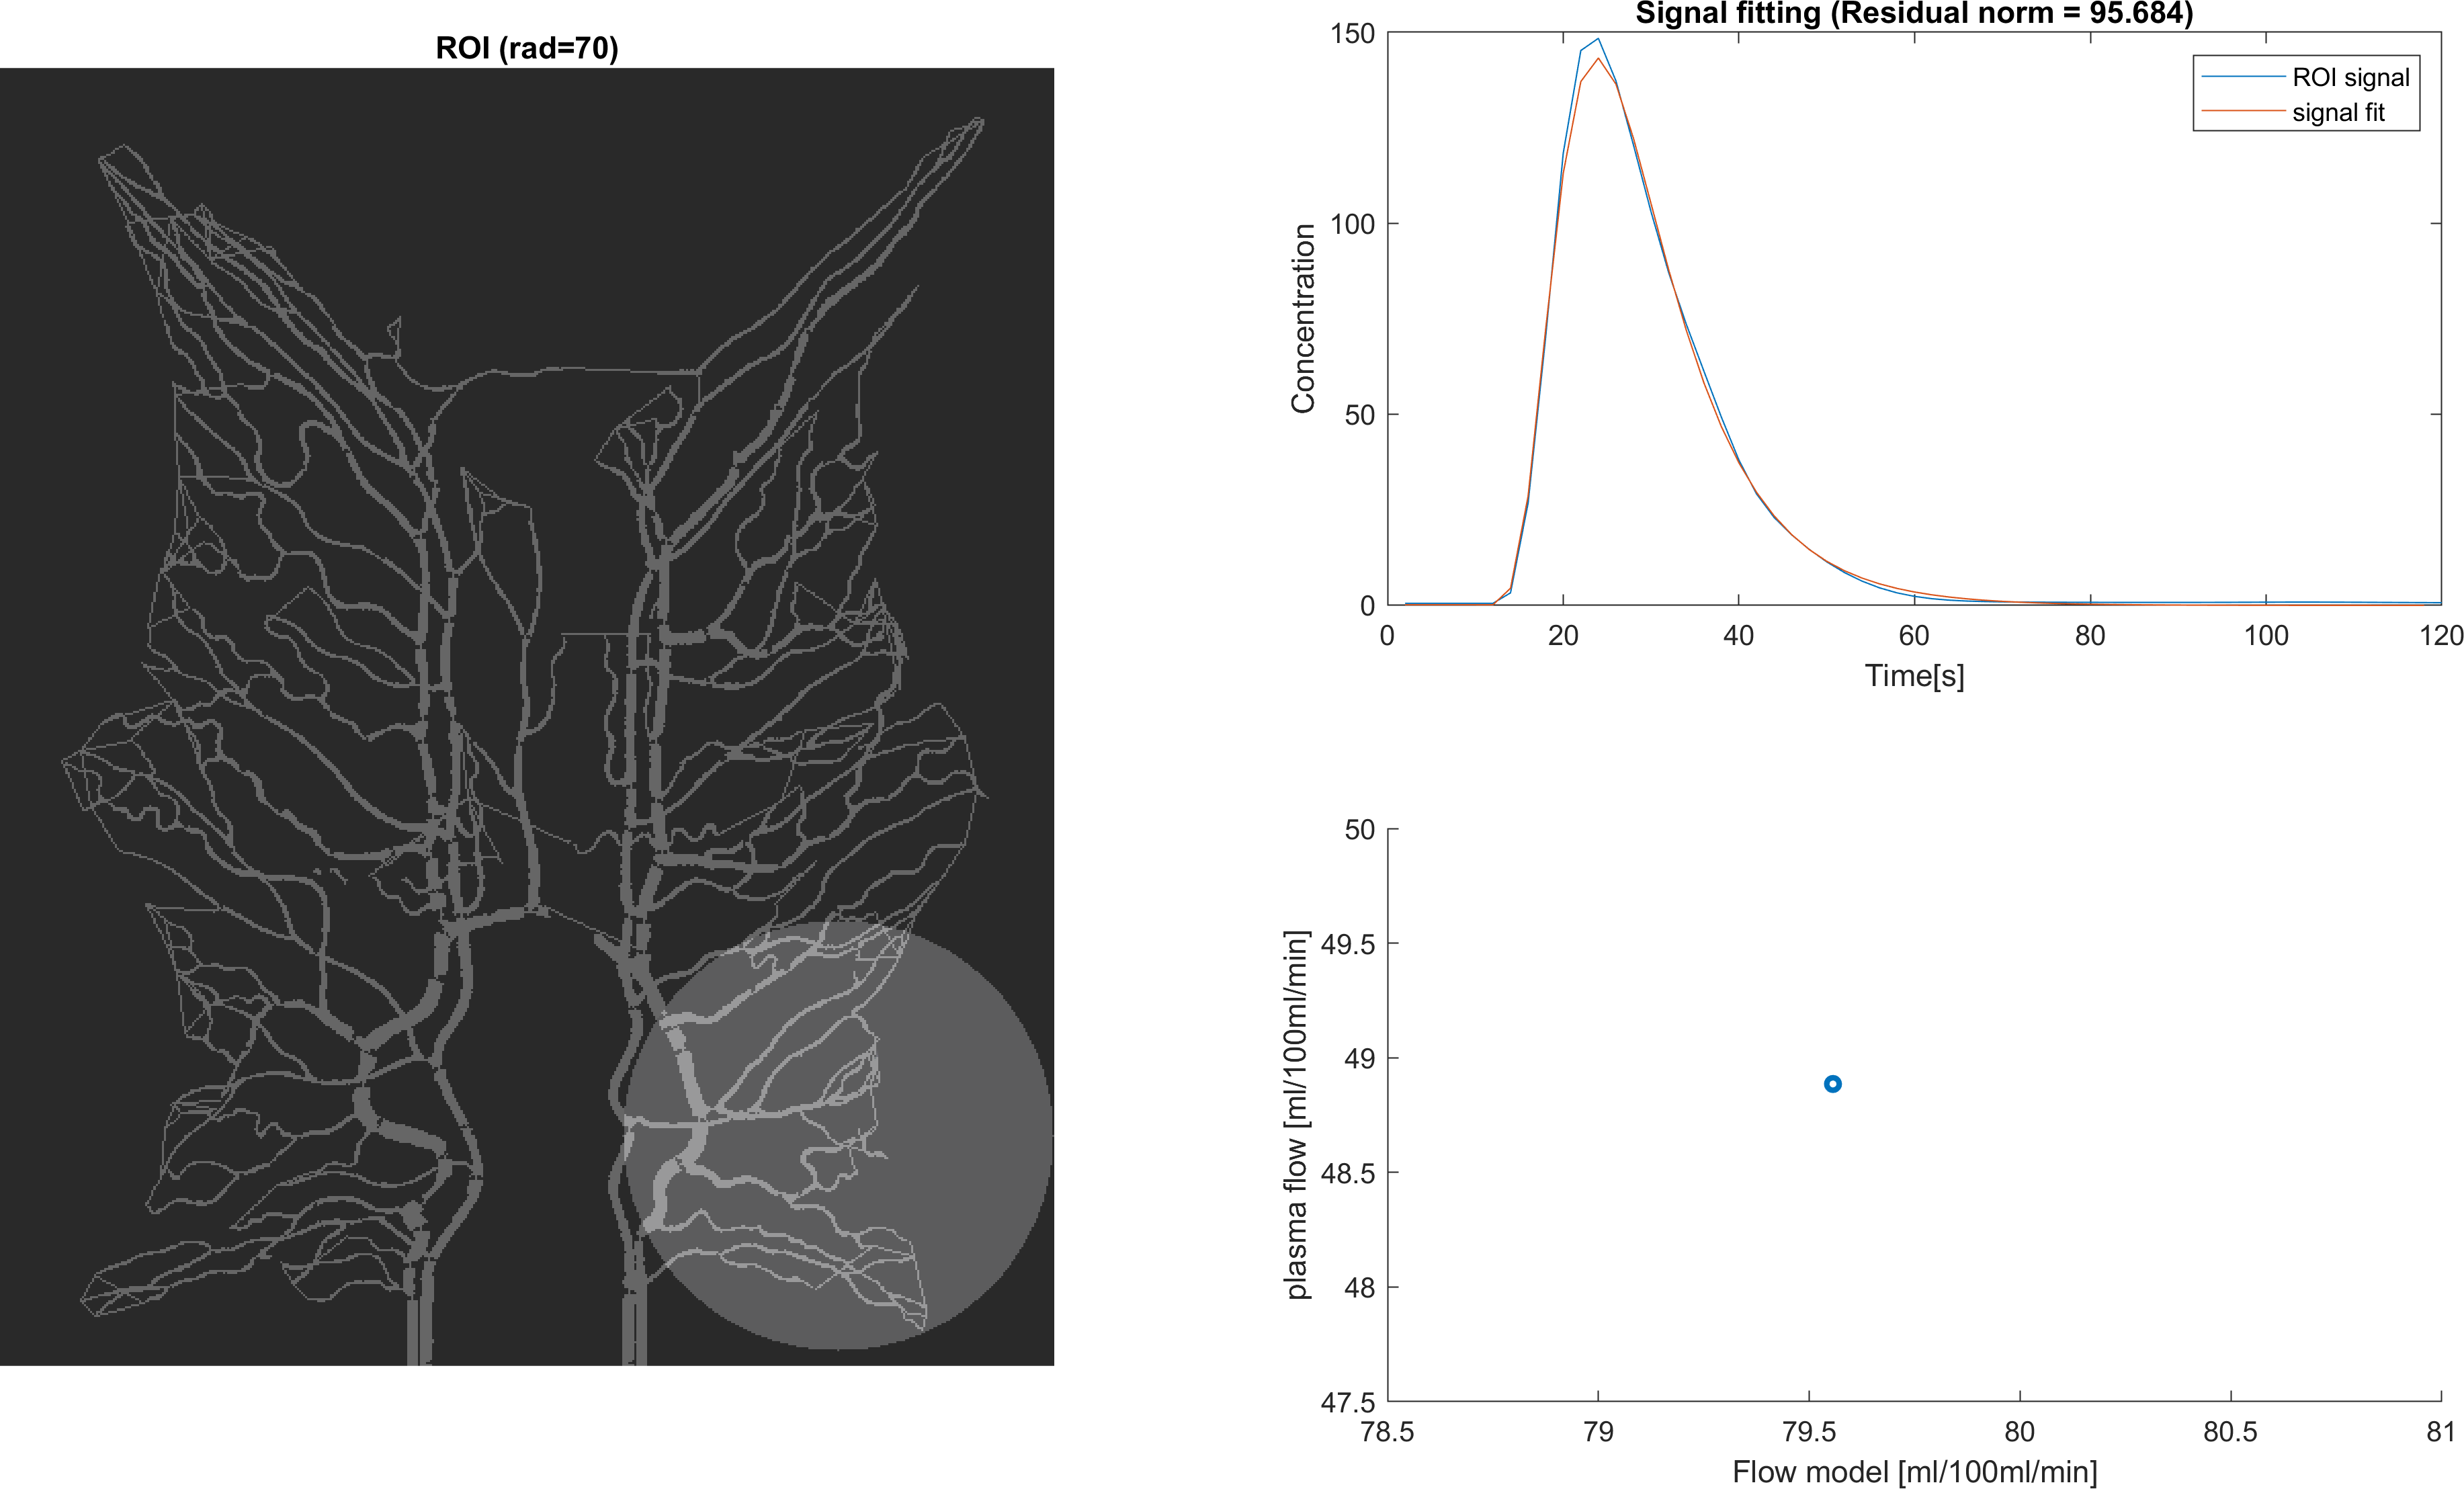 ROI (rad=70)
Signal fitting (Residual norm = 95.684)
150
100
50
0
Concentration
ROI signal
signal fit
0 20 40 60 80 100 120
Time[s]
50
49.5
49
48.5
48
47.5
plasma flow [ml/100ml/min]
78.5 79 79.5 80 80.5 81
Flow model [ml/100ml/min]